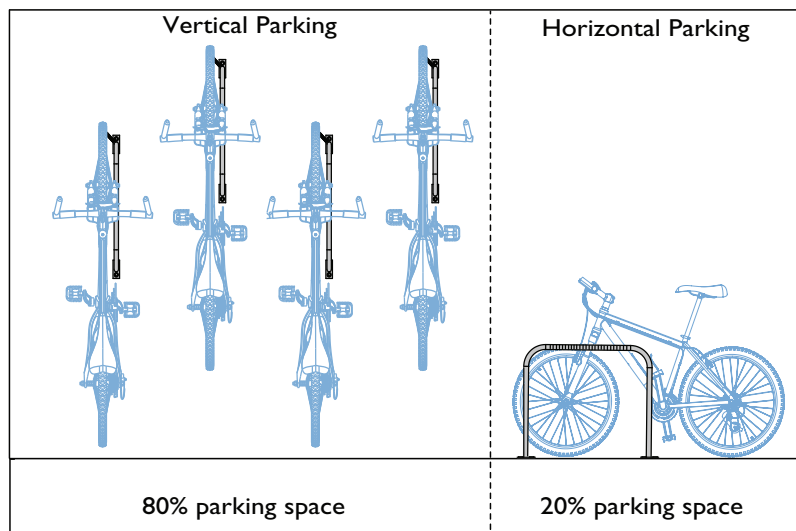 Vertical Parking
Horizontal Parking
80% parking space
20% parking space